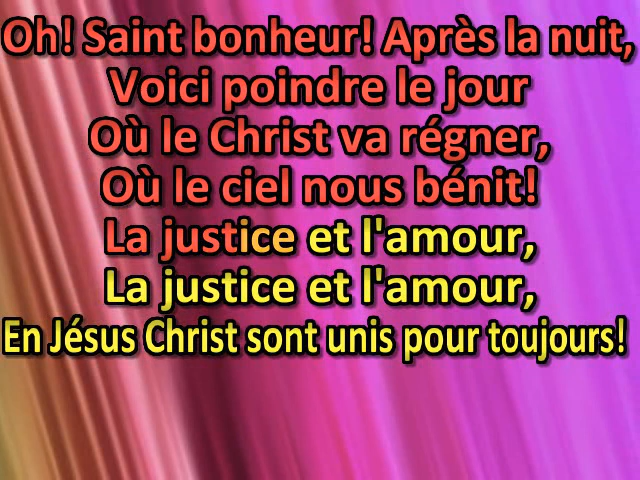 Oh! Saint bonheur! Après la nuit,
Voici poindre le jour
Où le Christ va régner,
Où le ciel nous bénit!
La justice et l'amour,
La justice et l'amour,
En Jésus Christ sont unis pour toujours!